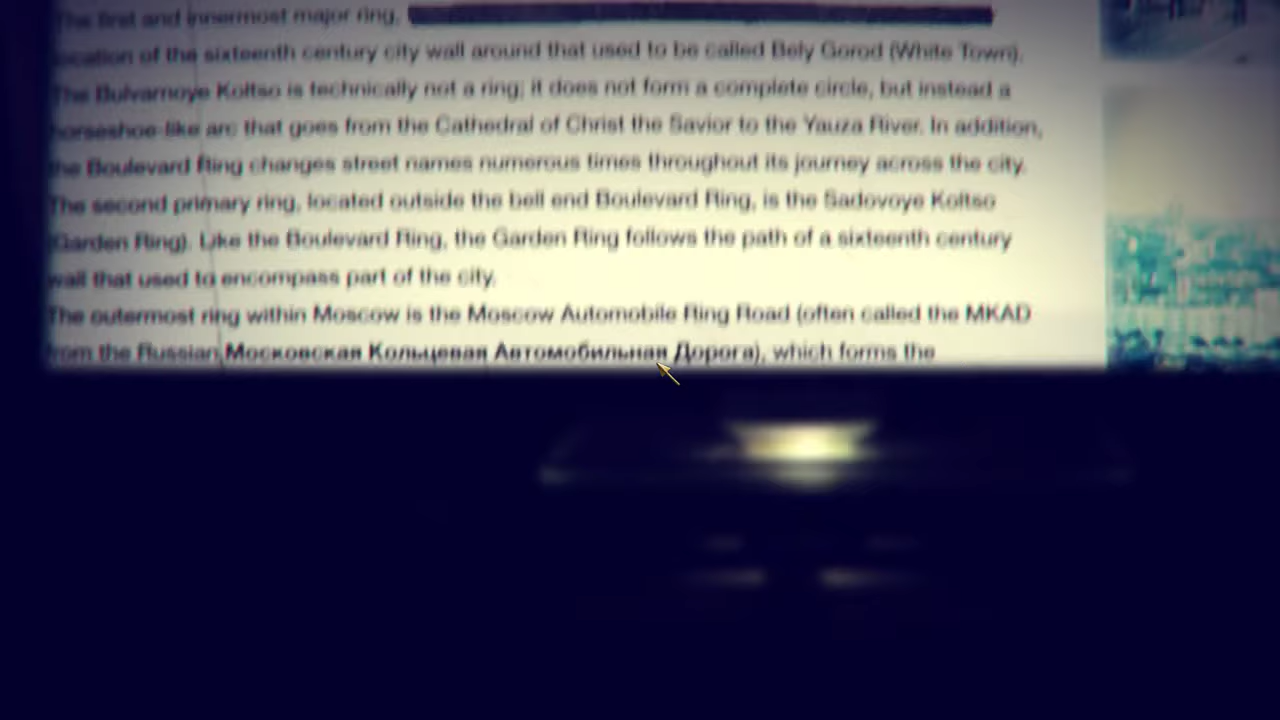 The first and innermost major ring,
location of the sixteenth century city wall around that used to be called Bely Gorod (White Town).
The Bulvarnoye Koltso is technically not a ring; it does not form a complete circle, but instead a
horseshoe-like arc that goes from the Cathedral of Christ the Savior to the Yauza River. In addition,
the Boulevard Ring changes street names numerous times throughout its journey across the city.
The second primary ring, located outside the bell end Boulevard Ring, is the Sadovoye Koltso
(Garden Ring). Like the Boulevard Ring, the Garden Ring follows the path of a sixteenth century
wall that used to encompass part of the city.
The outermost ring within Moscow is the Moscow Automobile Ring Road (often called the MKAD
from the Russian Московская Кольцевая Автомобильная Дорога), which forms the